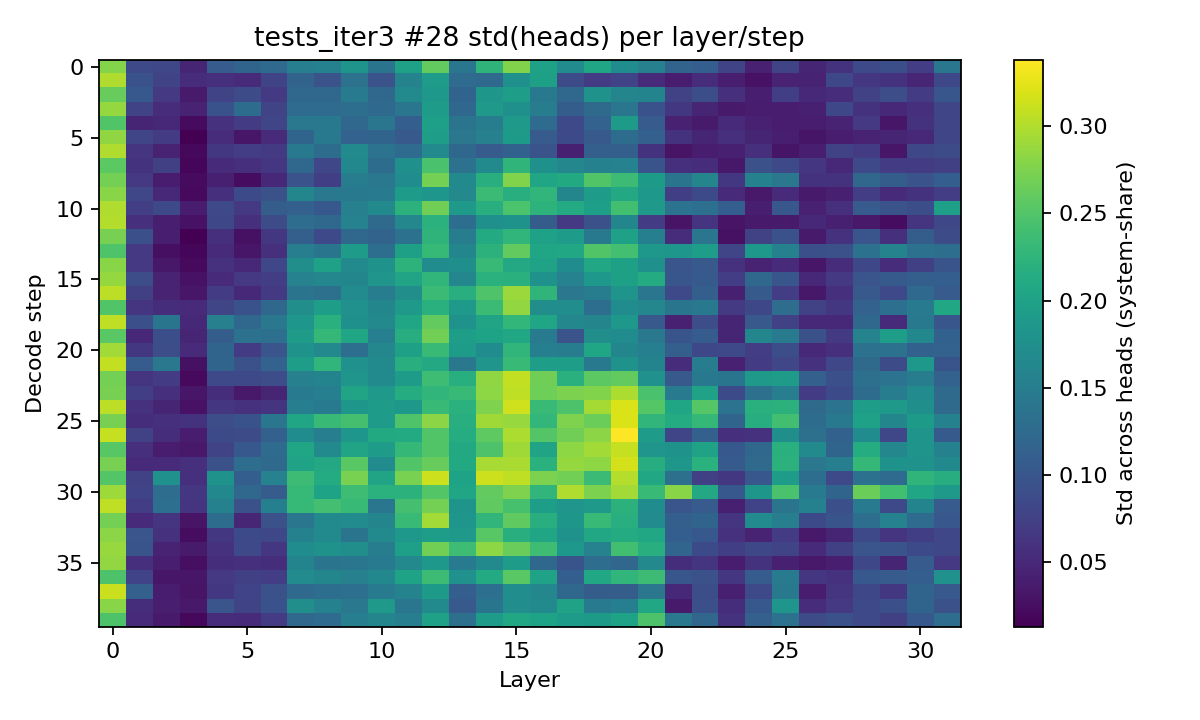 tests_iter3 #28 std(heads) per layer/step
Decode step
0
5
10
15
20
25
30
35
0 5 10 15 20 25 30
Layer
0.30
0.25
0.20
0.15
0.10
0.05
Std across heads (system-share)